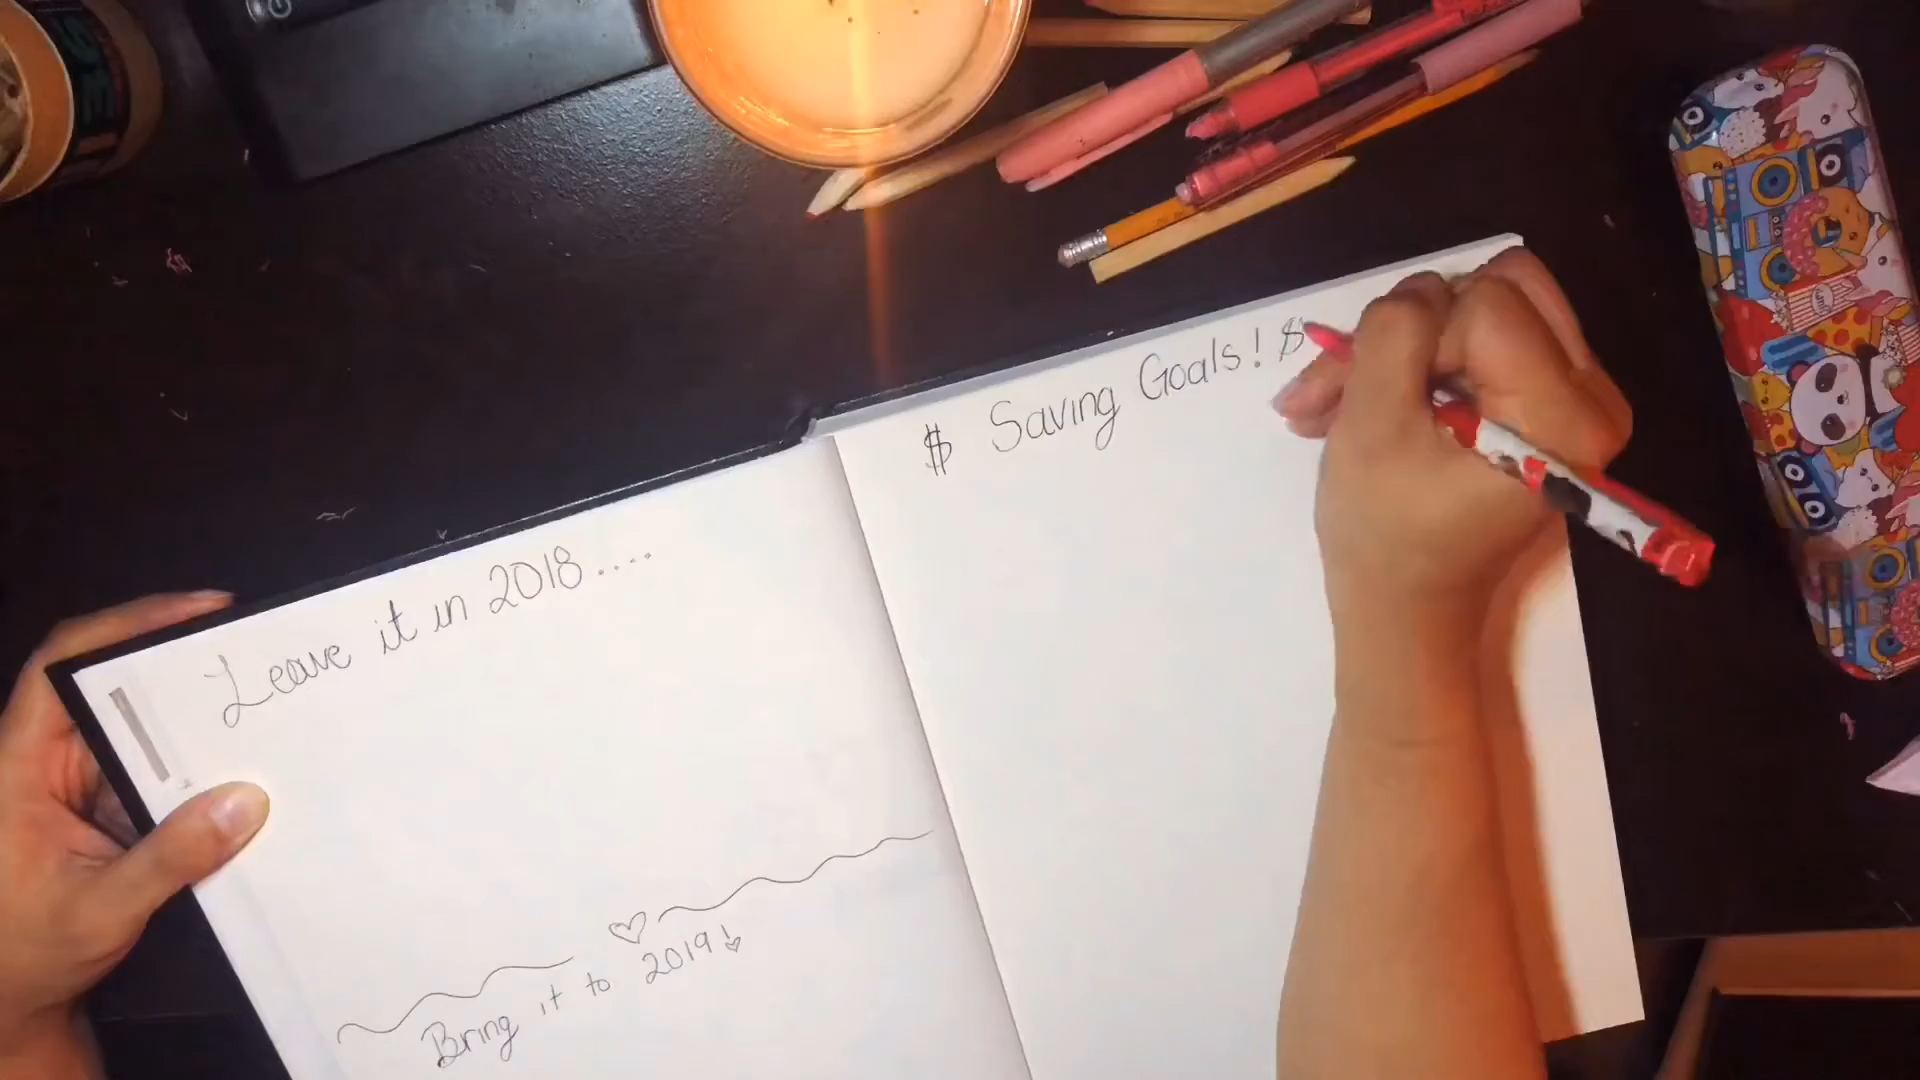 Leave it in 2018....
Bring it to 2019!
$ Saving Goals! $